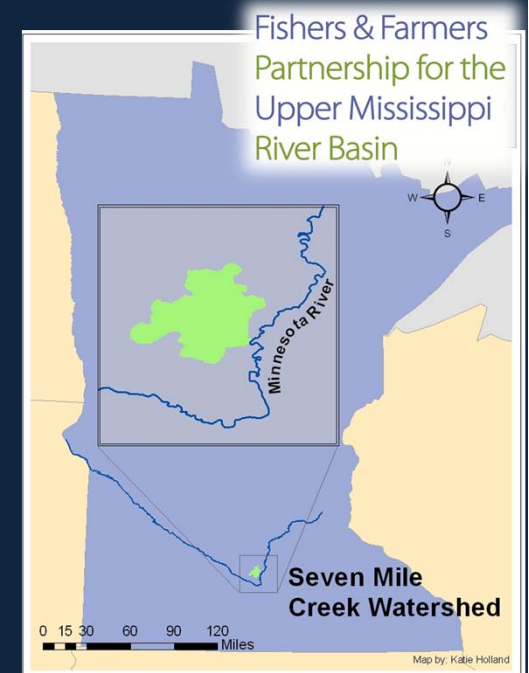 Fishers & Farmers
Partnership for the
Upper Mississippi
River Basin
N
W E
S
Minnesota River
Seven Mile
Creek Watershed
0 15 30 60 90 120
Miles
Map by: Katie Holland